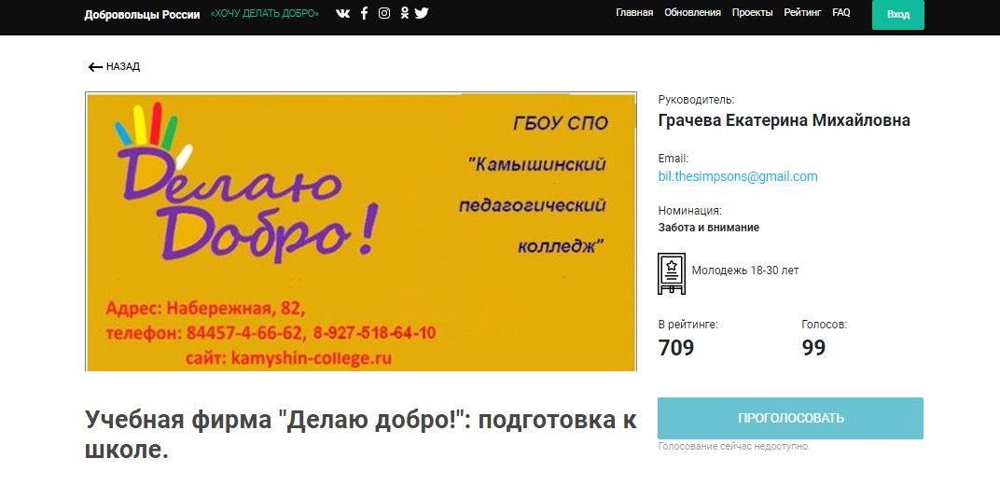 Добровольцы России «ХОЧУ ДЕЛАТЬ ДОБРО» Главная Обновления Проекты Рейтинг FAQ Вход
НАЗАД
ГБОУ СПО
"Камышинский
педагогический
колледж"
Делаю
Добро!
Адрес: Набережная, 82,
телефон: 84457-4-66-62, 8-927-518-64-10
сайт: kamyshin-college.ru
Учебная фирма "Делаю добро!": подготовка к
школе.
Руководитель:
Грачева Екатерина Михайловна
Email:
bil.thesimpsons@gmail.com
Номинация:
Забота и внимание
Молодежь 18-30 лет
В рейтинге: Голосов:
709 99
ПРОГОЛОСОВАТЬ
Голосование сейчас недоступно.